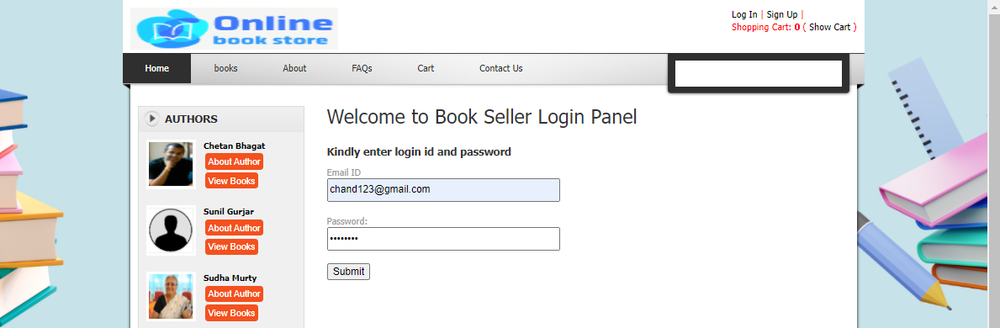 Online
book store
Log In | Sign Up |
Shopping Cart: 0 ( Show Cart )
Home books About FAQs Cart Contact Us
AUTHORS
Chetan Bhagat
About Author
View Books
Sunil Gurjar
About Author
View Books
Sudha Murty
About Author
View Books
Welcome to Book Seller Login Panel
Kindly enter login id and password
Email ID
chand123@gmail.com
Password:
••••••••
Submit